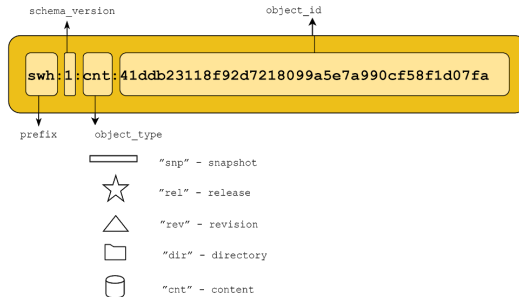 schema_version object_id
swh:1:cnt:41ddb23118f92d7218099a5e7a990cf58f1d07fa
prefix object_type
"snp" - snapshot
"rel" - release
"rev" - revision
"dir" - directory
"cnt" - content